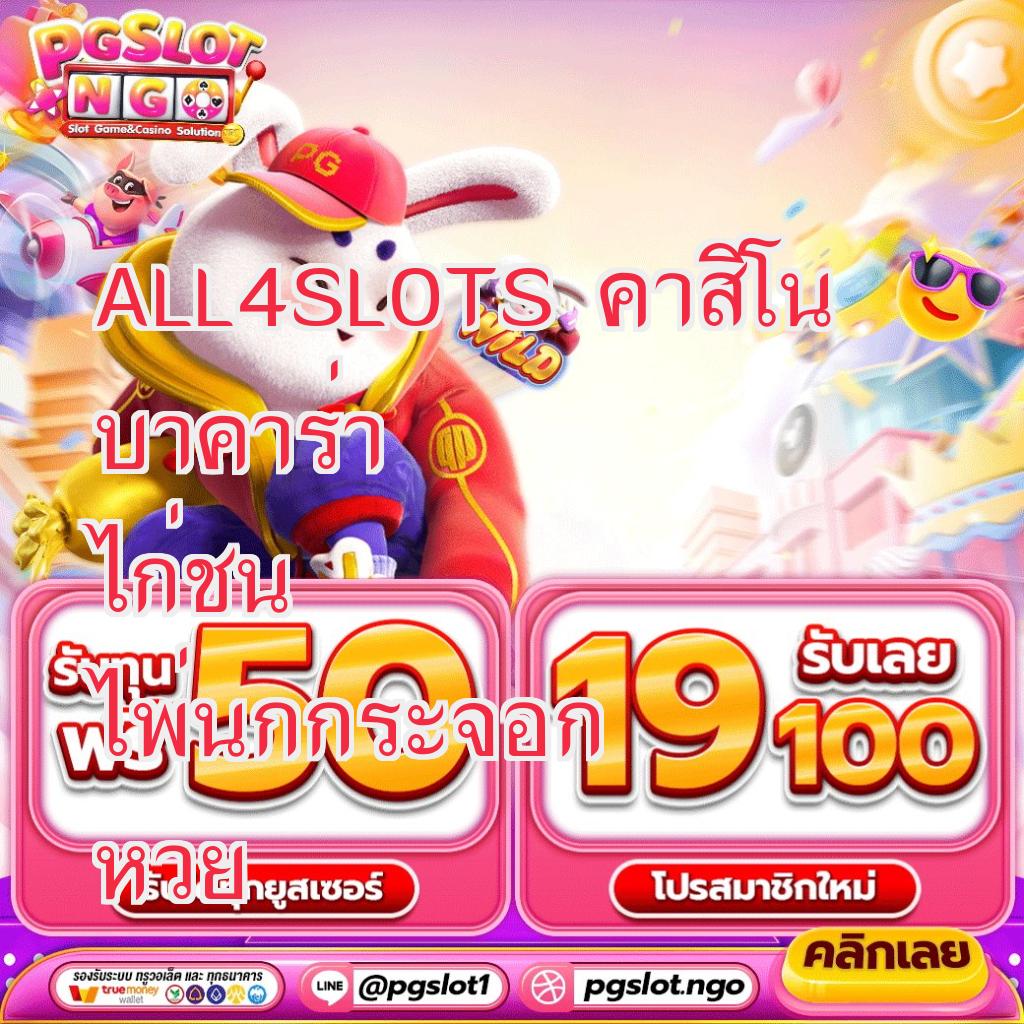 PGSLOT
NGO
Slot Game&Casino Solution
PG
ALL4SLOTS คาสิโน
WILD
บาคาร่า
ไก่ชน
ไพ่นกกระจอก
หวย
50
19
รับเลย
100
ยูสเซอร์
โปรสมาชิกใหม่
คลิกเลย
รองรับระบบ ทรูวอเล็ต และ ทุกธนาคาร
truemoney
wallet
LINE @pgslot1
pgslot.ngo